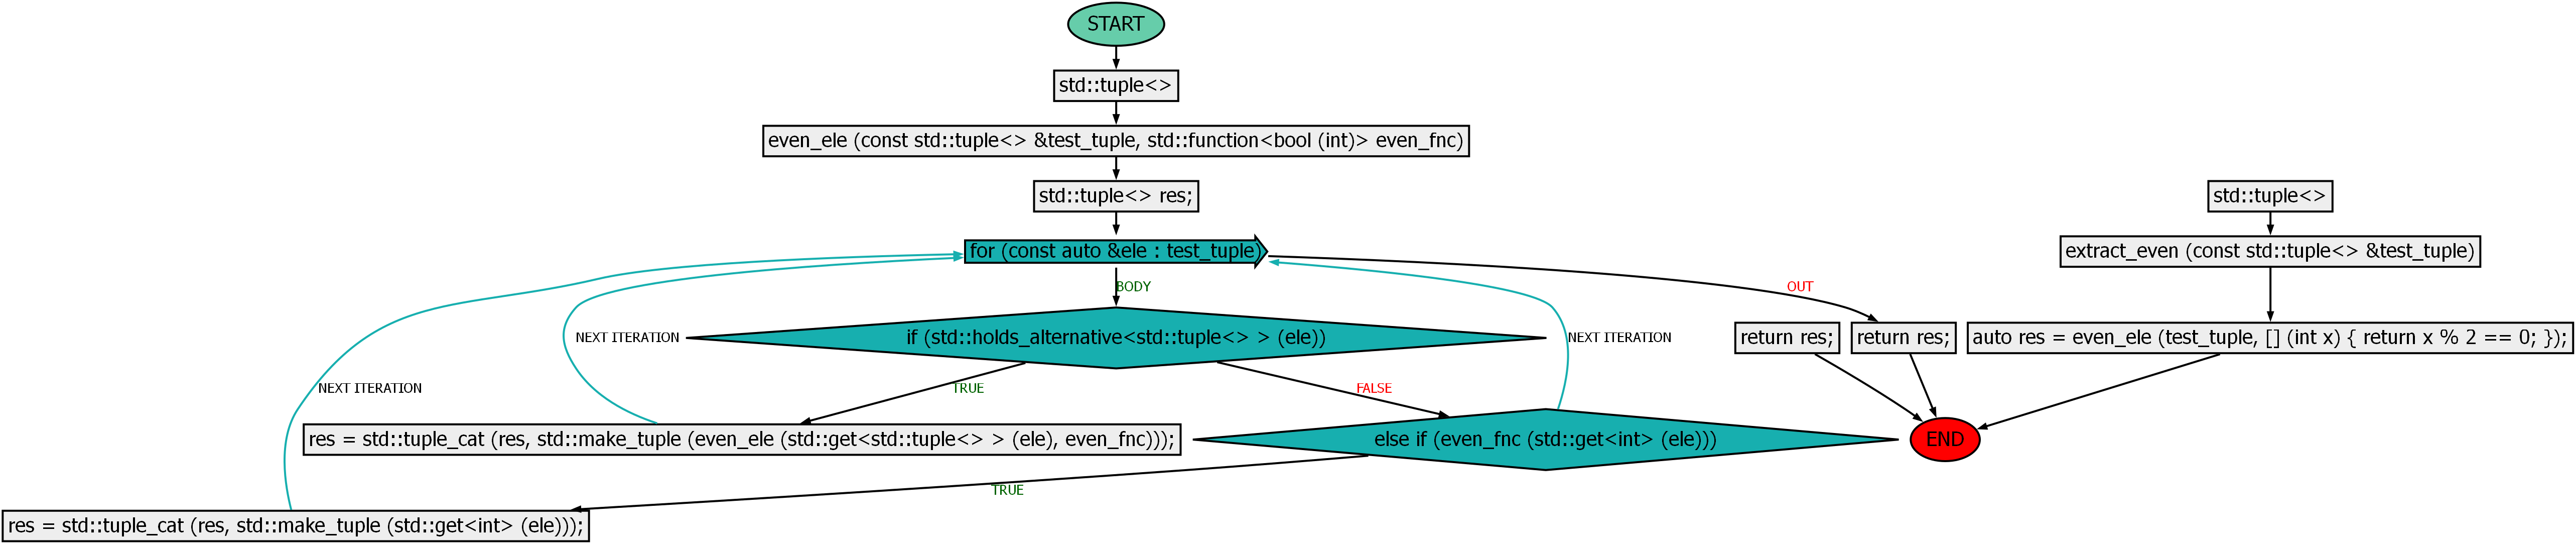 START
std::tuple<>
even_ele (const std::tuple<> &test_tuple, std::function<bool (int)> even_fnc)
std::tuple<> res;
std::tuple<>
for (const auto &ele : test_tuple)
extract_even (const std::tuple<> &test_tuple)
BODY
OUT
NEXT ITERATION
if (std::holds_alternative<std::tuple<> > (ele))
NEXT ITERATION
return res;
return res;
auto res = even_ele (test_tuple, [] (int x) { return x % 2 == 0; });
NEXT ITERATION
TRUE
FALSE
res = std::tuple_cat (res, std::make_tuple (even_ele (std::get<std::tuple<> > (ele), even_fnc)));
else if (even_fnc (std::get<int> (ele)))
END
TRUE
res = std::tuple_cat (res, std::make_tuple (std::get<int> (ele)));